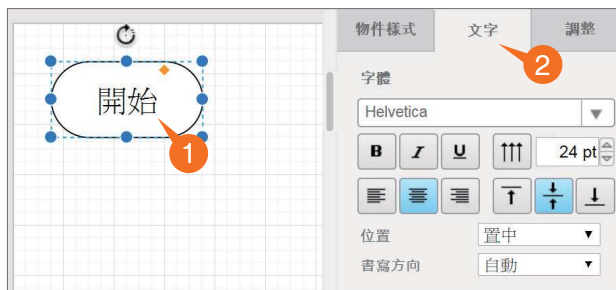 物件樣式 文字 調整
2
字體
開始
1
Helvetica
B I U 24 pt
位置 置中
書寫方向 自動